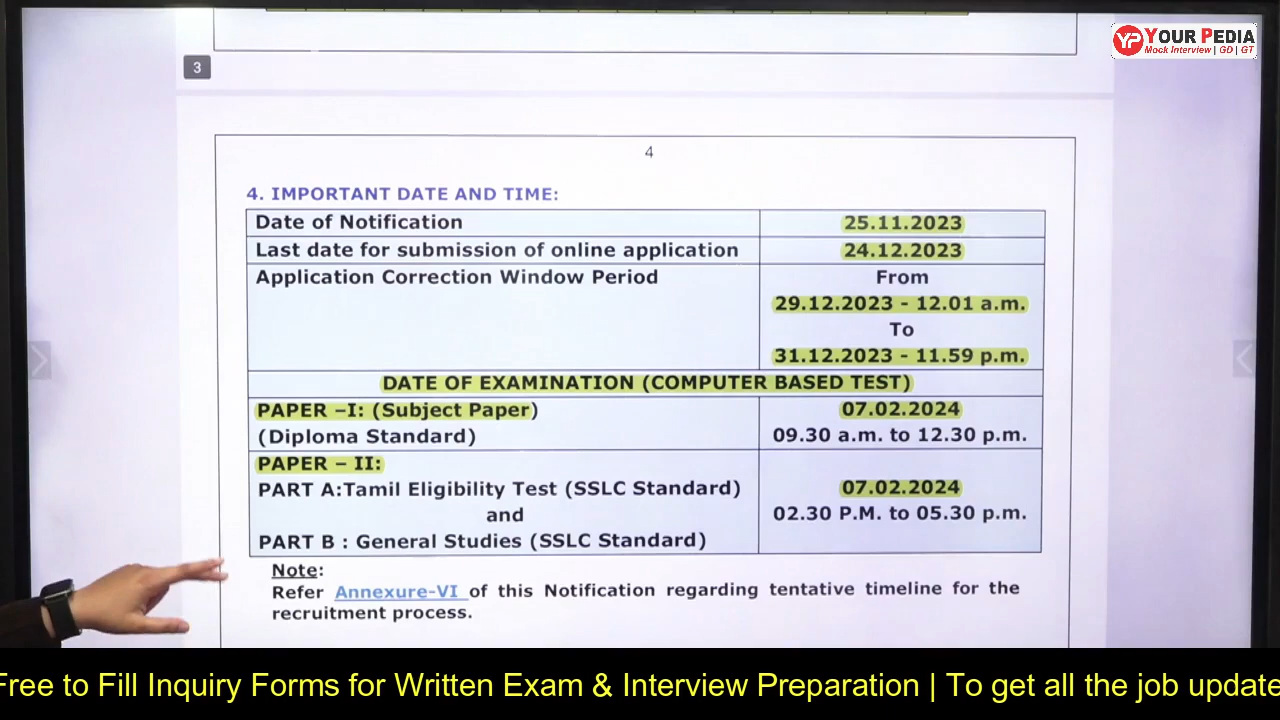 YP YOUR PEDIA
Mock Interview | GD | GT
3
4
4. IMPORTANT DATE AND TIME:
Date of Notification 25.11.2023
Last date for submission of online application 24.12.2023
Application Correction Window Period From
29.12.2023 - 12.01 a.m.
To
31.12.2023 - 11.59 p.m.
DATE OF EXAMINATION (COMPUTER BASED TEST)
PAPER –I: (Subject Paper) 07.02.2024
(Diploma Standard) 09.30 a.m. to 12.30 p.m.
PAPER – II:
PART A:Tamil Eligibility Test (SSLC Standard) 07.02.2024
and 02.30 P.M. to 05.30 p.m.
PART B : General Studies (SSLC Standard)
Note:
Refer Annexure-VI of this Notification regarding tentative timeline for the
recruitment process.
Free to Fill Inquiry Forms for Written Exam & Interview Preparation | To get all the job update